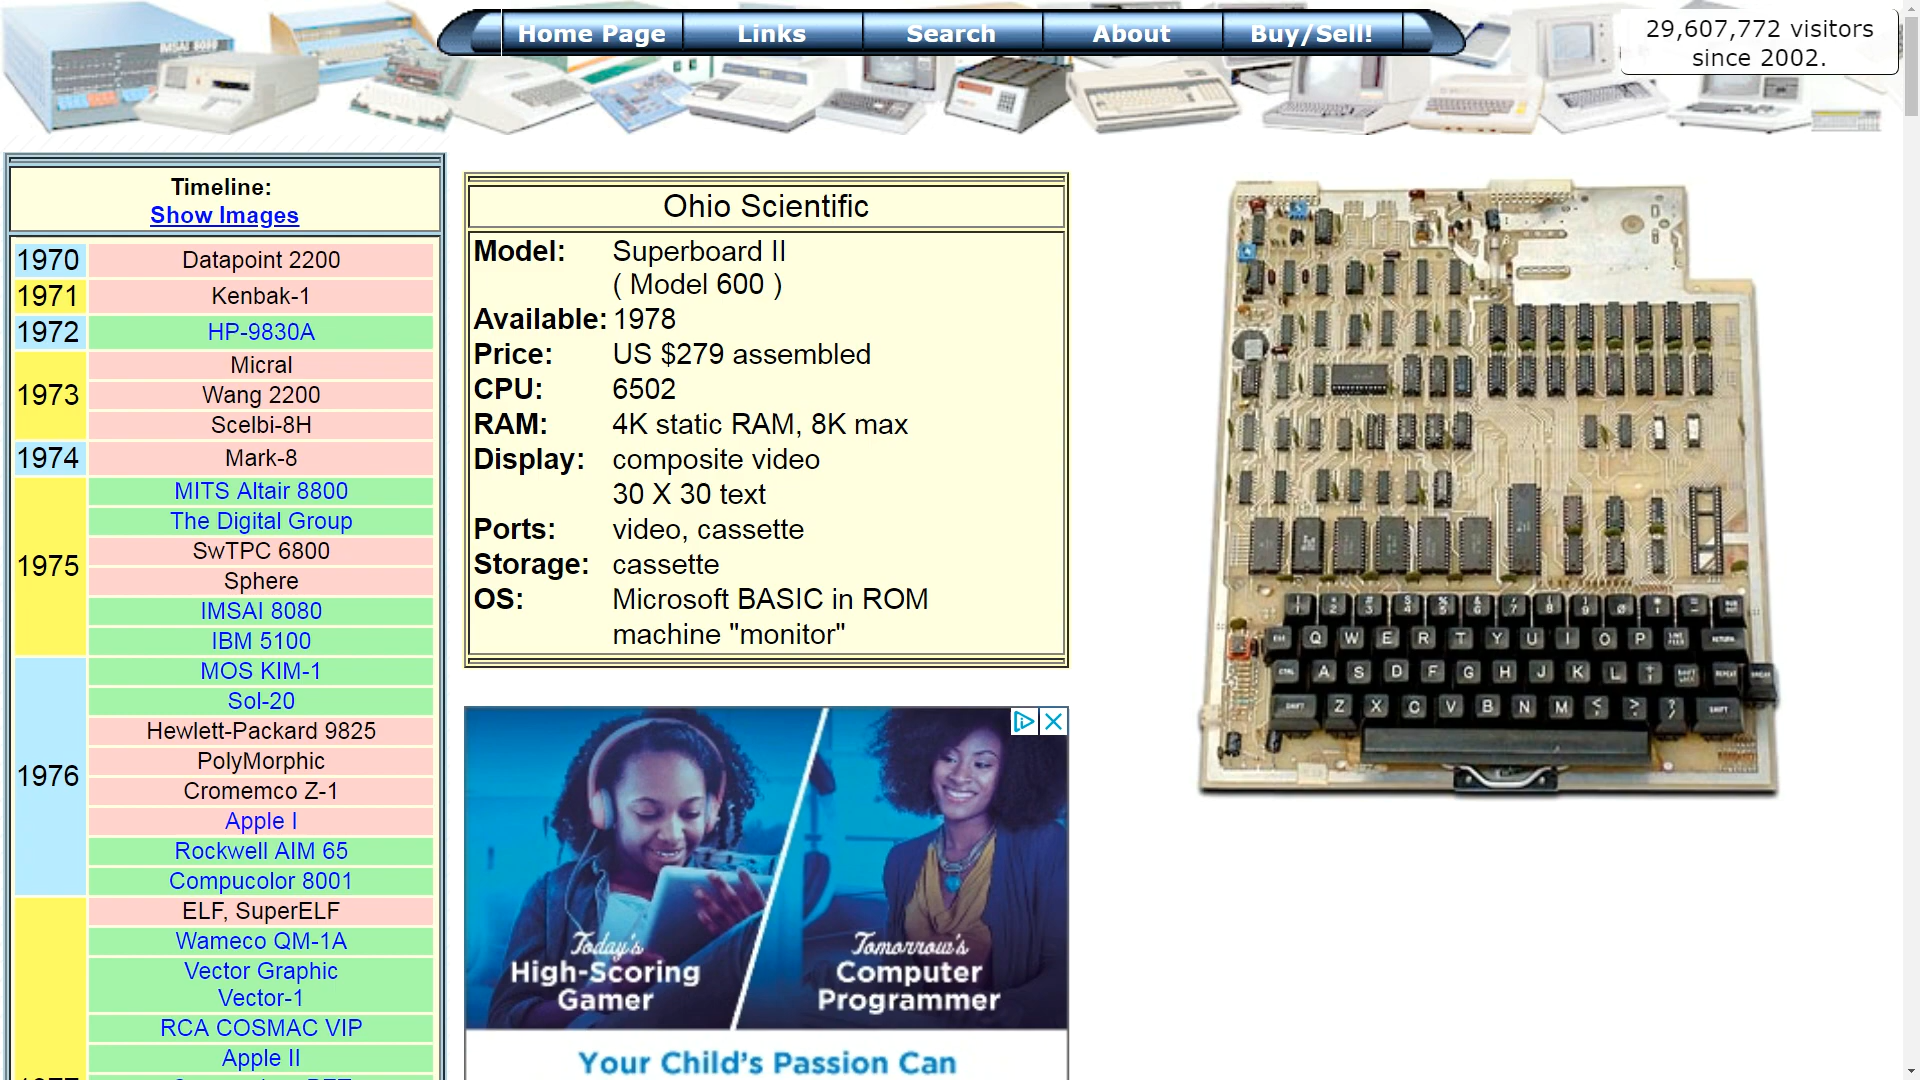 Home Page
Links
Search
About
Buy/Sell!
29,607,772 visitors
since 2002.
IMSAI 8080
Timeline:
Show Images
1970
Datapoint 2200
1971
Kenbak-1
1972
HP-9830A
1973
Micral
Wang 2200
Scelbi-8H
1974
Mark-8
1975
MITS Altair 8800
The Digital Group
SwTPC 6800
Sphere
IMSAI 8080
IBM 5100
1976
MOS KIM-1
Sol-20
Hewlett-Packard 9825
PolyMorphic
Cromemco Z-1
Apple I
Rockwell AIM 65
Compucolor 8001
ELF, SuperELF
Wameco QM-1A
Vector Graphic
Vector-1
RCA COSMAC VIP
Apple II
Ohio Scientific
Model: Superboard II
( Model 600 )
Available: 1978
Price: US $279 assembled
CPU: 6502
RAM: 4K static RAM, 8K max
Display: composite video
30 X 30 text
Ports: video, cassette
Storage: cassette
OS: Microsoft BASIC in ROM
machine "monitor"
Today's
High-Scoring
Gamer
Tomorrow's
Computer
Programmer
Your Child's Passion Can
Q W E R T Y U I O P
A S D F G H J K L
Z X C V B N M